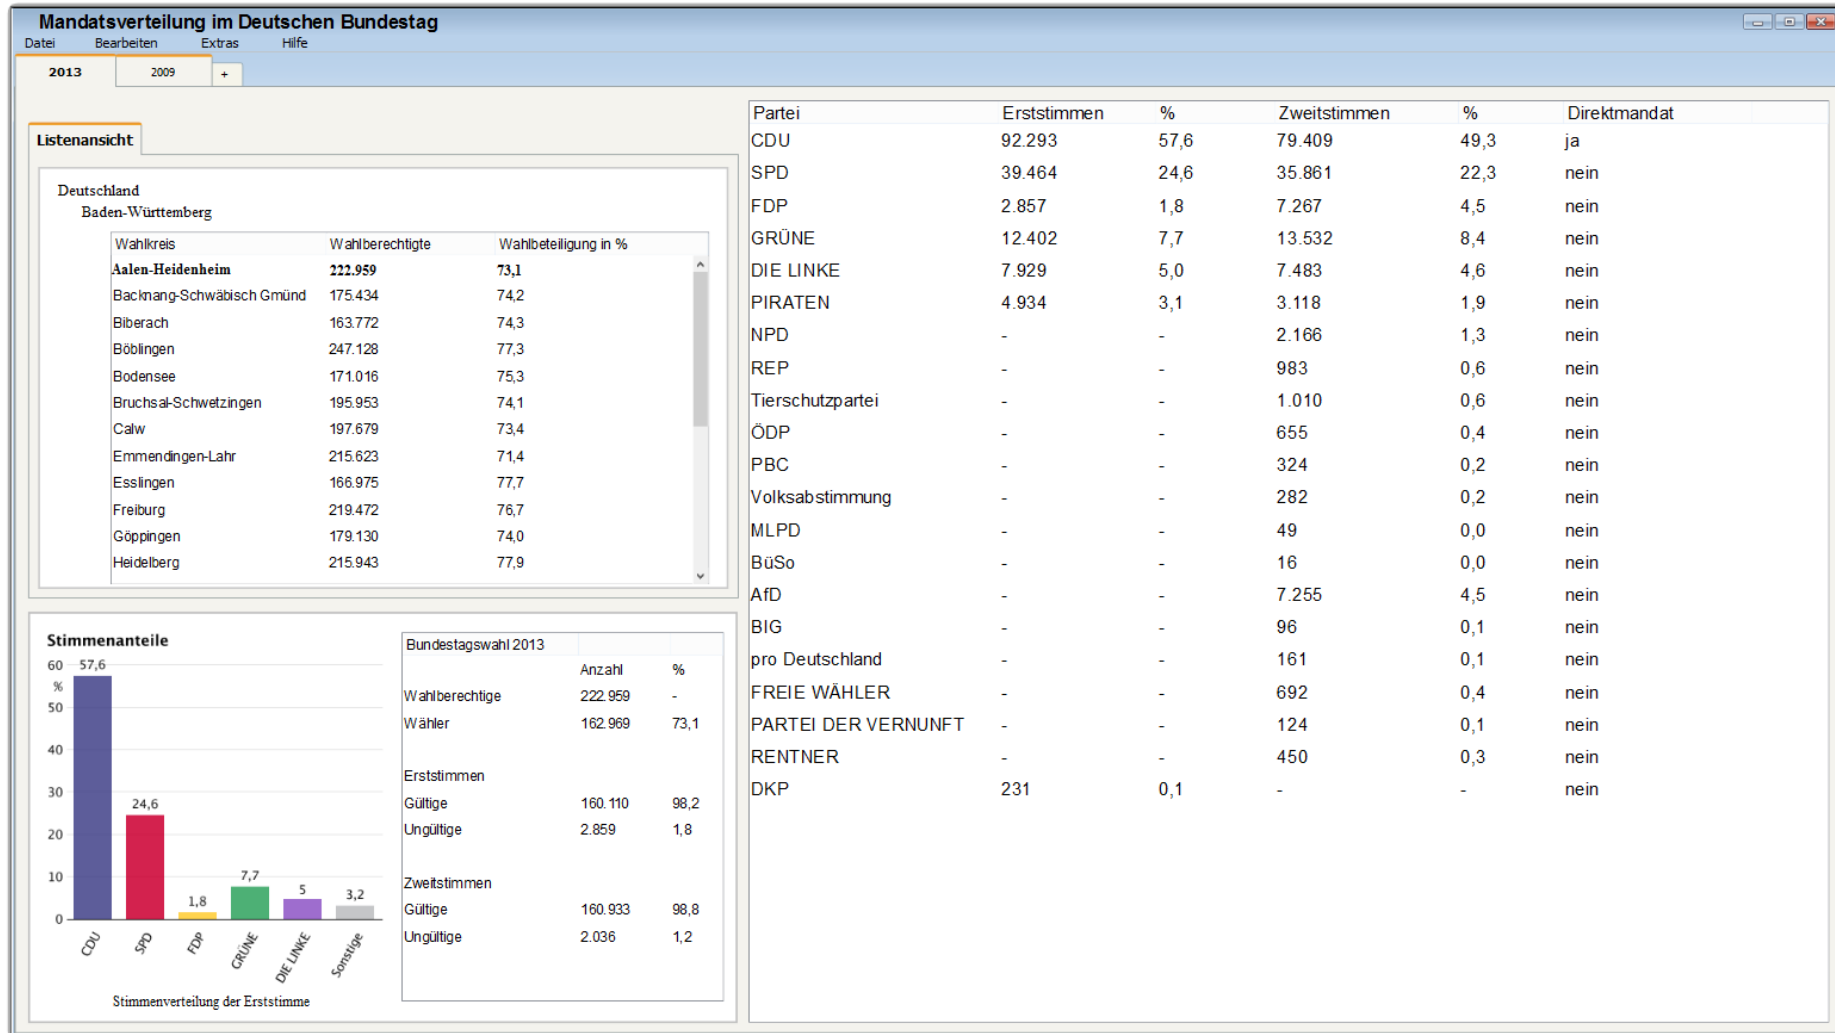 Mandatsverteilung im Deutschen Bundestag
Datei Bearbeiten Extras Hilfe
2013 2009 +
Listenansicht
Deutschland
Baden-Württemberg
Wahlkreis Wahlberechtigte Wahlbeteiligung in %
Aalen-Heidenheim 222.959 73,1
Backnang-Schwäbisch Gmünd 175.434 74,2
Biberach 163.772 74,3
Böblingen 247.128 77,3
Bodensee 171.016 75,3
Bruchsal-Schwetzingen 195.953 74,1
Calw 197.679 73,4
Emmendingen-Lahr 215.623 71,4
Esslingen 166.975 77,7
Freiburg 219.472 76,7
Göppingen 179.130 74,0
Heidelberg 215.943 77,9
Stimmenanteile
60 57,6
%
50
40
30
24,6
20
10
7,7
5
3,2
1,8
0
CDU SPD FDP GRÜNE DIE LINKE Sonstige
Stimmenverteilung der Erststimme
Bundestagswahl 2013
Anzahl %
Wahlberechtige 222.959 -
Wähler 162.969 73,1
Erststimmen
Gültige 160.110 98,2
Ungültige 2.859 1,8
Zweitstimmen
Gültige 160.933 98,8
Ungültige 2.036 1,2
Partei Erststimmen % Zweitstimmen % Direktmandat
CDU 92.293 57,6 79.409 49,3 ja
SPD 39.464 24,6 35.861 22,3 nein
FDP 2.857 1,8 7.267 4,5 nein
GRÜNE 12.402 7,7 13.532 8,4 nein
DIE LINKE 7.929 5,0 7.483 4,6 nein
PIRATEN 4.934 3,1 3.118 1,9 nein
NPD - - 2.166 1,3 nein
REP - - 983 0,6 nein
Tierschutzpartei - - 1.010 0,6 nein
ÖDP - - 655 0,4 nein
PBC - - 324 0,2 nein
Volksabstimmung - - 282 0,2 nein
MLPD - - 49 0,0 nein
BüSo - - 16 0,0 nein
AfD - - 7.255 4,5 nein
BIG - - 96 0,1 nein
pro Deutschland - - 161 0,1 nein
FREIE WÄHLER - - 692 0,4 nein
PARTEI DER VERNUNFT - - 124 0,1 nein
RENTNER - - 450 0,3 nein
DKP 231 0,1 - - nein